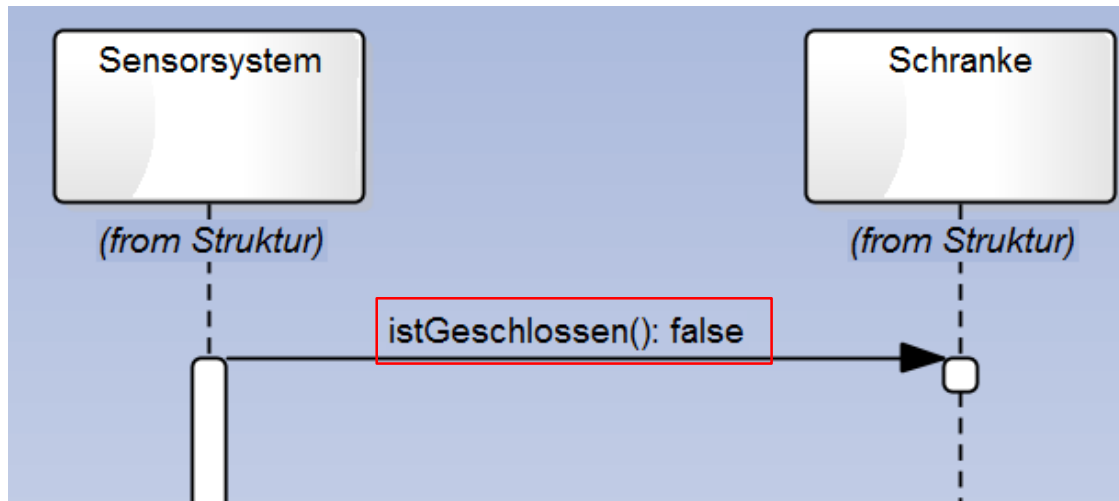 Sensorsystem
Schranke
(from Struktur)
(from Struktur)
istGeschlossen(): false